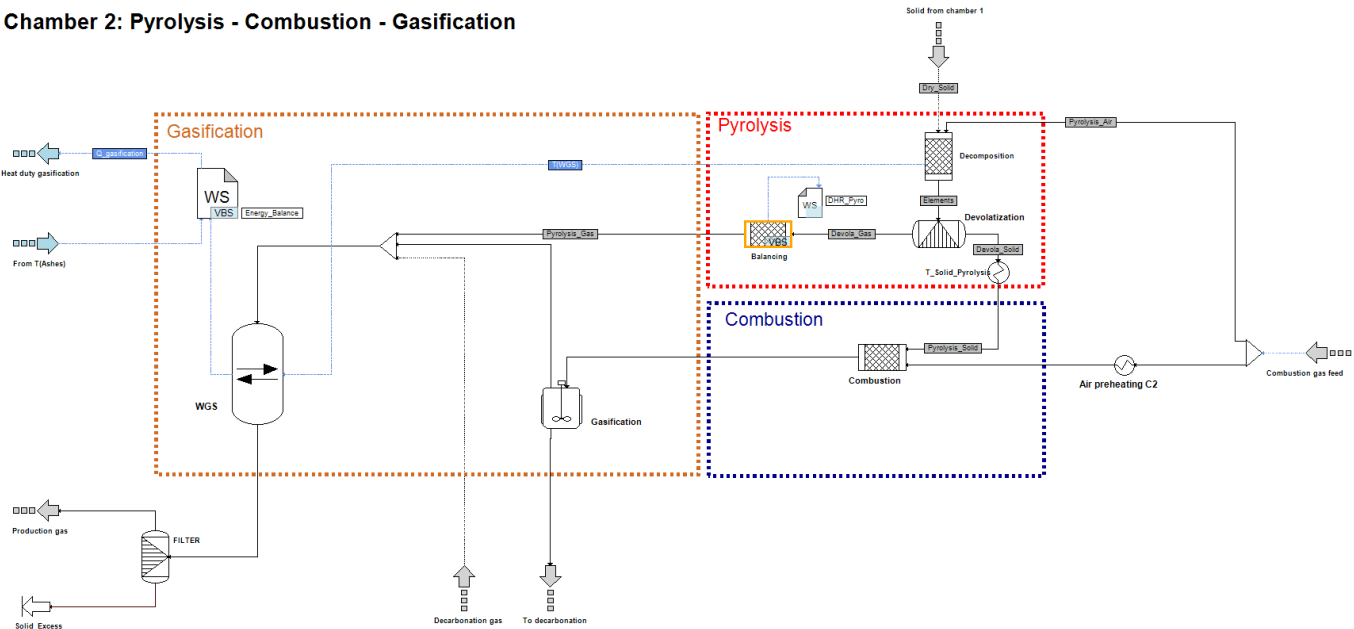 Chamber 2: Pyrolysis - Combustion - Gasification
Solid from chamber 1
Dry_Solid
Gasification
Pyrolysis
Pyrolysis_Air
Q_gasification
Heat duty gasification
T(WGS)
Decomposition
WS
VBS
Energy_Balance
WS
DHR_Pyro
Elements
Devolatization
From T(Ashes)
Pyrolysis_Gas
VBS
Balancing
Devola_Gas
Devola_Solid
T_Solid_Pyrolysis
Combustion
Pyrolysis_Solid
Combustion
Air preheating C2
Combustion gas feed
WGS
Gasification
Production gas
FILTER
Solid_Excess
Decarbonation gas
To decarbonation